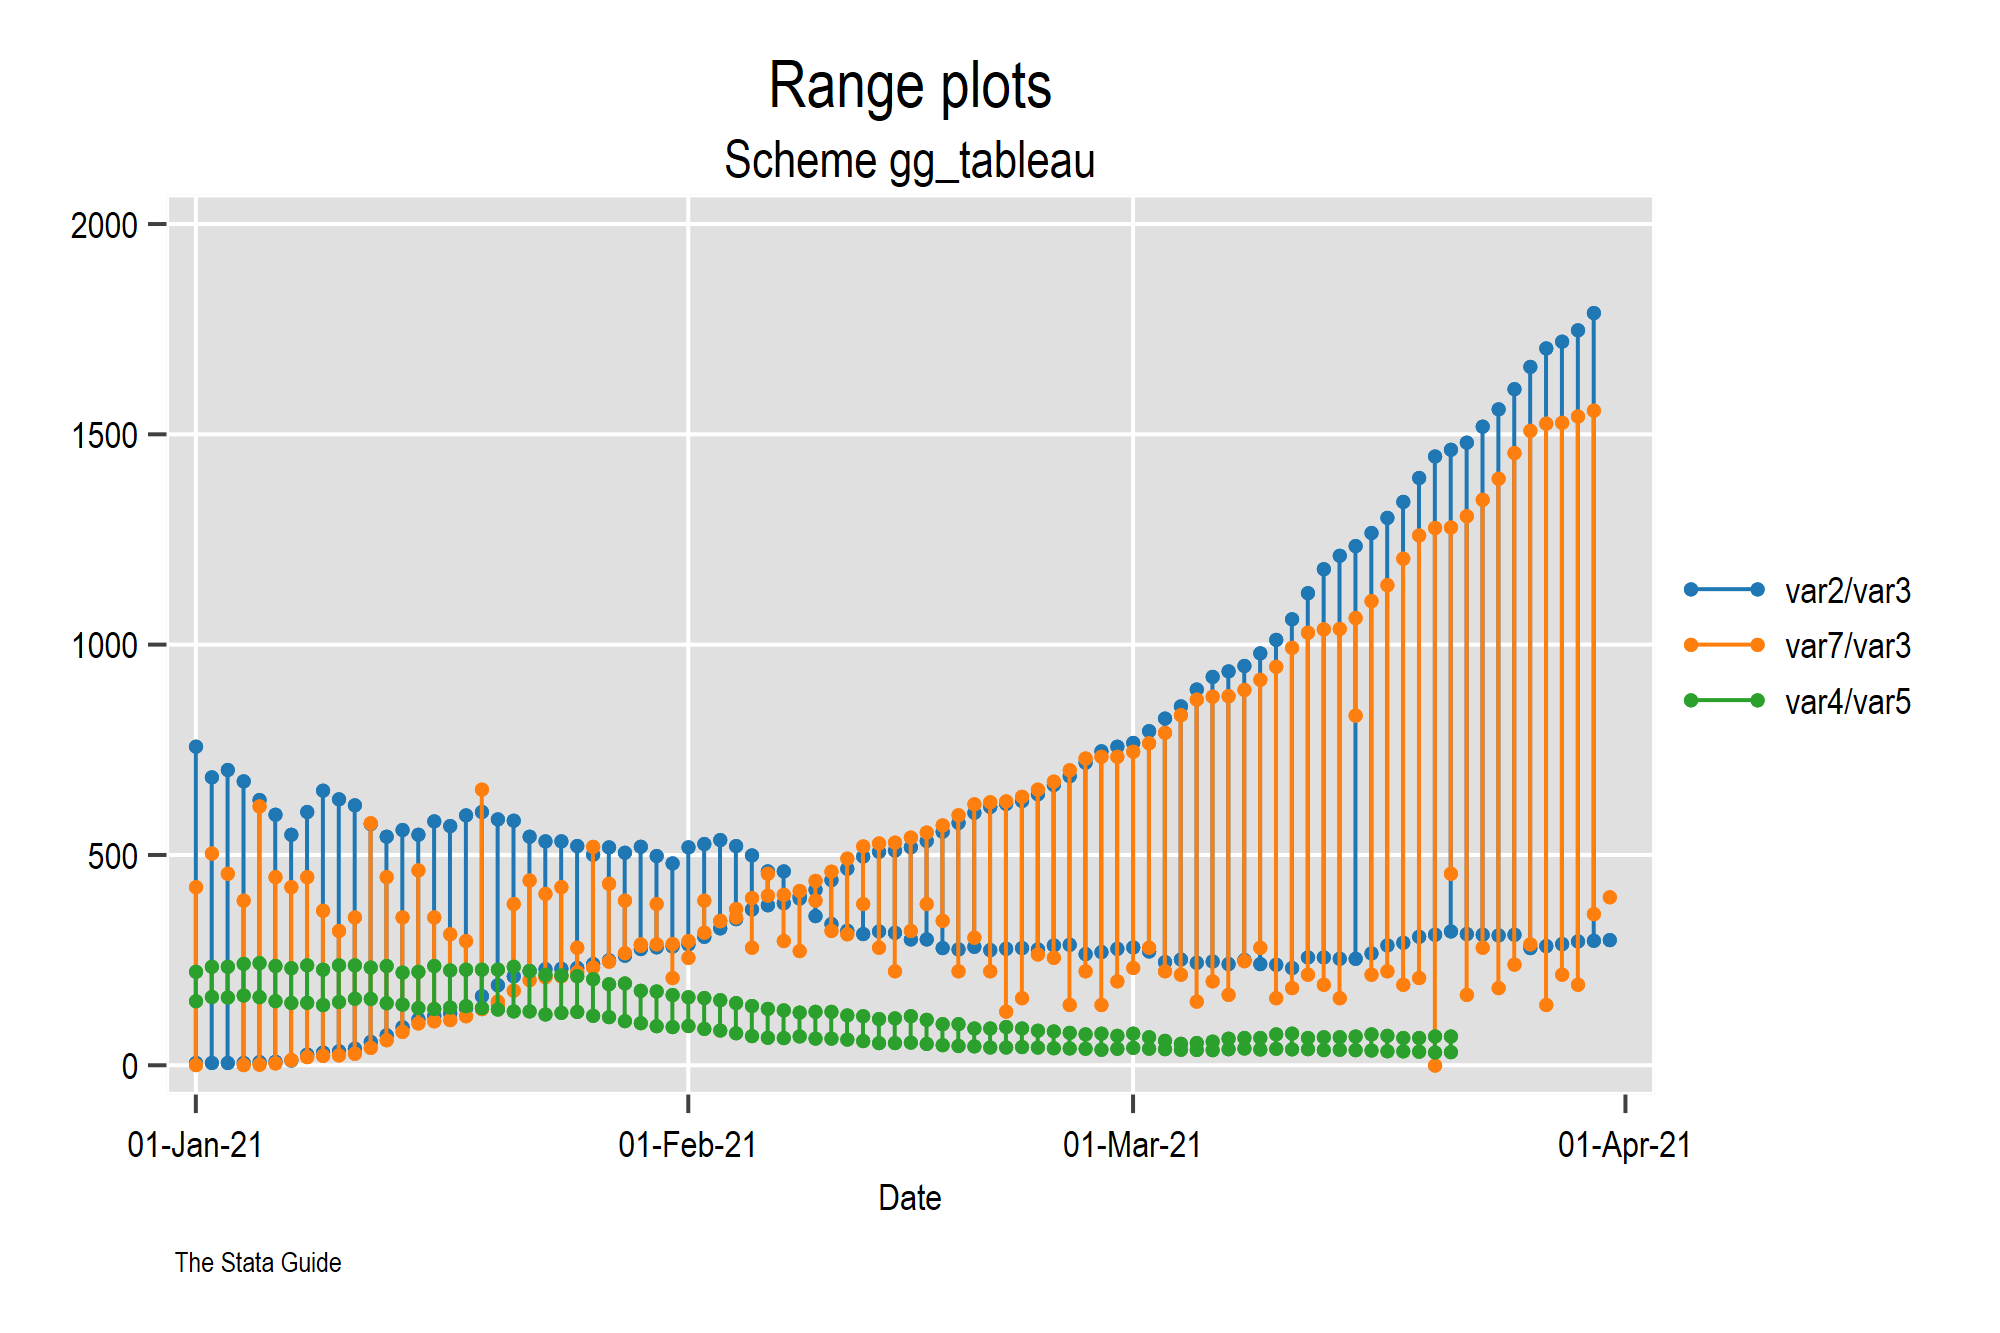 Range plots
Scheme gg_tableau
2000
1500
1000
500
0
01-Jan-21
01-Feb-21
01-Mar-21
01-Apr-21
Date
var2/var3
var7/var3
var4/var5
The Stata Guide